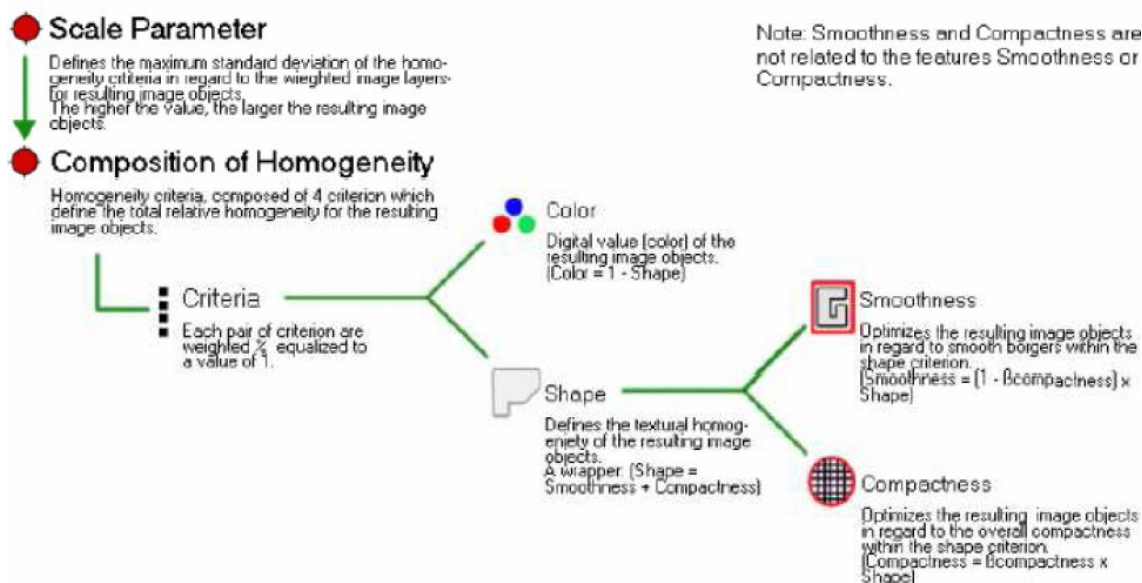 Scale Parameter
Defines the maximum standard deviation of the homo-
geneity criteria in regard to the wieghted image layers-
for resulting image objects.
The higher the value, the larger the resulting image
objects.
Note: Smoothness and Compactness are
not related to the features Smoothness or
Compactness.
Composition of Homogeneity
Homogeneity criteria, composed of 4 criterion which
define the total relative homogeneity for the resulting
image objects.
Criteria
Each pair of criterion are
weighted %, equalized to
a value of 1.
Color
Digital value (color) of the
resulting image objects.
(Color = 1 - Shape)
Shape
Defines the textural homog-
eniety of the resulting image
objects.
A wrapper. (Shape =
Smoothness + Compactness)
Smoothness
Optimizes the resulting image objects
in regard to smooth borgers within the
shape criterion.
(Smoothness = (1 - βcompactness) x
Shape)
Compactness
Optimizes the resulting image objects
in regard to the overall compactness
within the shape criterion.
(Compactness = βcompactness x
Shape)